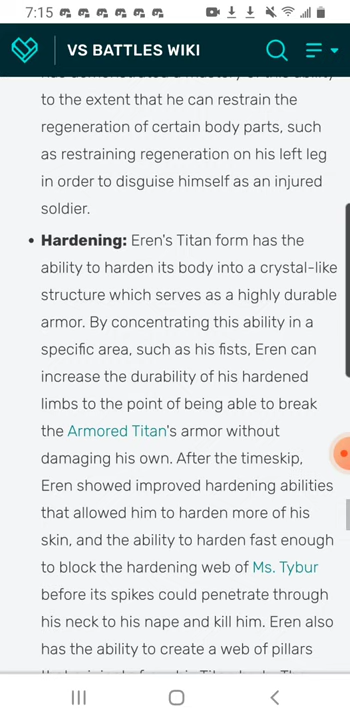 7:15
VS BATTLES WIKI
to the extent that he can restrain the
regeneration of certain body parts, such
as restraining regeneration on his left leg
in order to disguise himself as an injured
soldier.
• Hardening: Eren's Titan form has the
ability to harden its body into a crystal-like
structure which serves as a highly durable
armor. By concentrating this ability in a
specific area, such as his fists, Eren can
increase the durability of his hardened
limbs to the point of being able to break
the Armored Titan's armor without
damaging his own. After the timeskip,
Eren showed improved hardening abilities
that allowed him to harden more of his
skin, and the ability to harden fast enough
to block the hardening web of Ms. Tybur
before its spikes could penetrate through
his neck to his nape and kill him. Eren also
has the ability to create a web of pillars